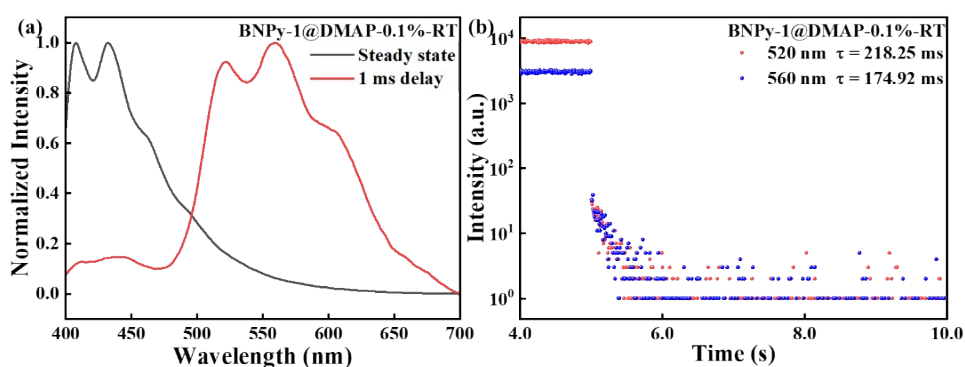 (a)
BNPy-1@DMAP-0.1%-RT
Steady state
1 ms delay
Normalized Intensity
1.0
0.8
0.6
0.4
0.2
0.0
400 450 500 550 600 650 700
Wavelength (nm)
(b)
BNPy-1@DMAP-0.1%-RT
520 nm τ = 218.25 ms
560 nm τ = 174.92 ms
Intensity (a.u.)
10⁴
10³
10²
10¹
10⁰
4.0 6.0 8.0 10.0
Time (s)